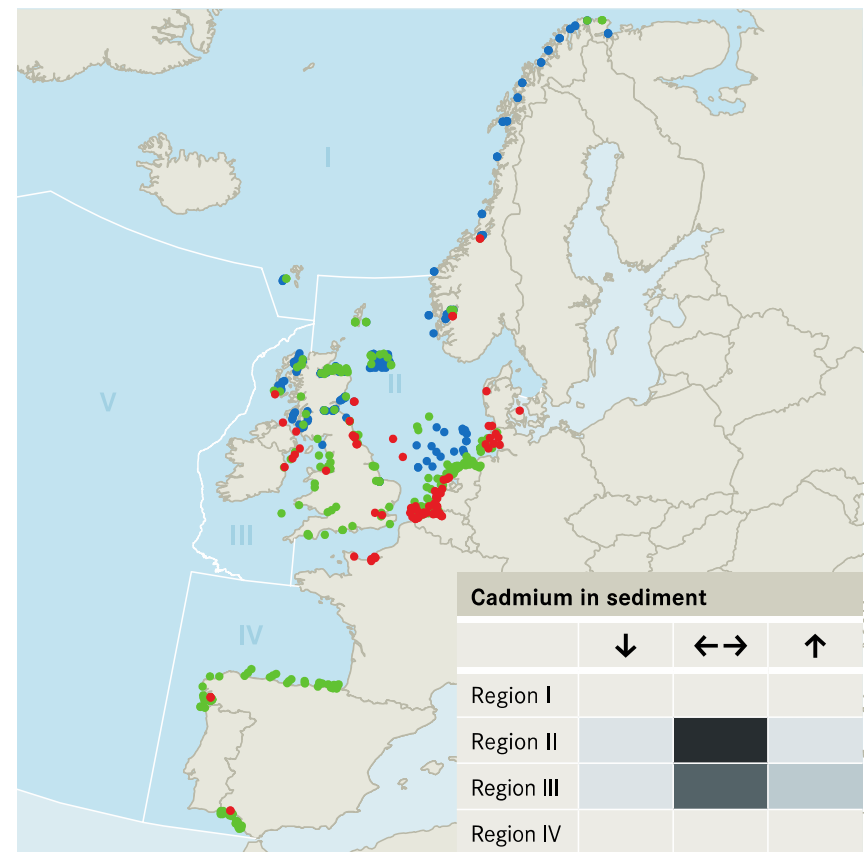 I
II
V
III
IV
Cadmium in sediment
↓ ←→ ↑
Region I
Region II
Region III
Region IV